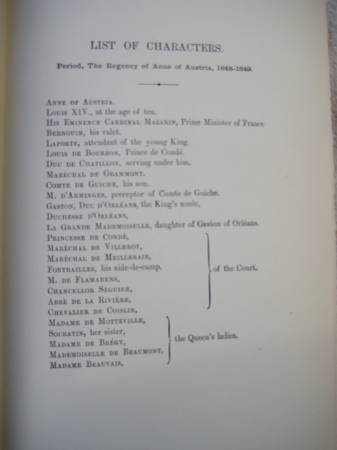 LIST OF CHARACTERS.
Period, The Regency of Anne of Austria, 1648-1649.
ANNE OF AUSTRIA.
LOUIS XIV., at the age of ten.
HIS EMINENCE CARDINAL MAZARIN, Prime Minister of France
BERNOUIN, his valet.
LAPORTE, attendant of the young King.
LOUIS DE BOURBON, Prince de Condé.
DUC DE CHATILLON, serving under him.
MARÉCHAL DE GRAMMONT.
COMTE DE GUICHE, his son.
M. D'ARMINGES, perceptor of Comte de Guiche.
GASTON, DUC D'ORLÉANS, the King's uncle,
DUCHESSE D'ORLÉANS,
LA GRANDE MADEMOISELLE, daughter of Gaston of Orléans.
PRINCESSE DE CONDÉ,
MARÉCHAL DE VILLEROY,
MARÉCHAL DE MEILLERAIE,
FONTRAILLES, his aide-de-camp.
M. DE FLAMARENS,
CHANCELLOR SÉGUIER,
ABBÉ DE LA RIVIÈRE,
CHEVALIER DE COISLIN,
of the Court.
MADAME DE MOTTEVILLE,
SOCRATIN, her sister,
MADAME DE BRÉGY,
MADEMOISELLE DE BEAUMONT,
MADAME BEAUVAIS,
the Queen's ladies.